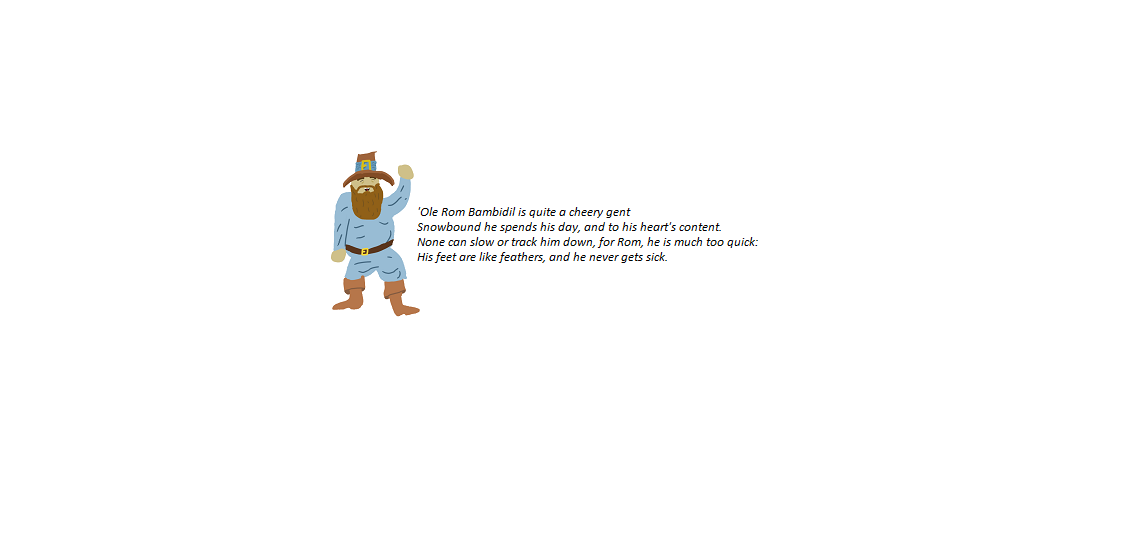 'Ole Rom Bambidil is quite a cheery gent
Snowbound he spends his day, and to his heart's content.
None can slow or track him down, for Rom, he is much too quick:
His feet are like feathers, and he never gets sick.